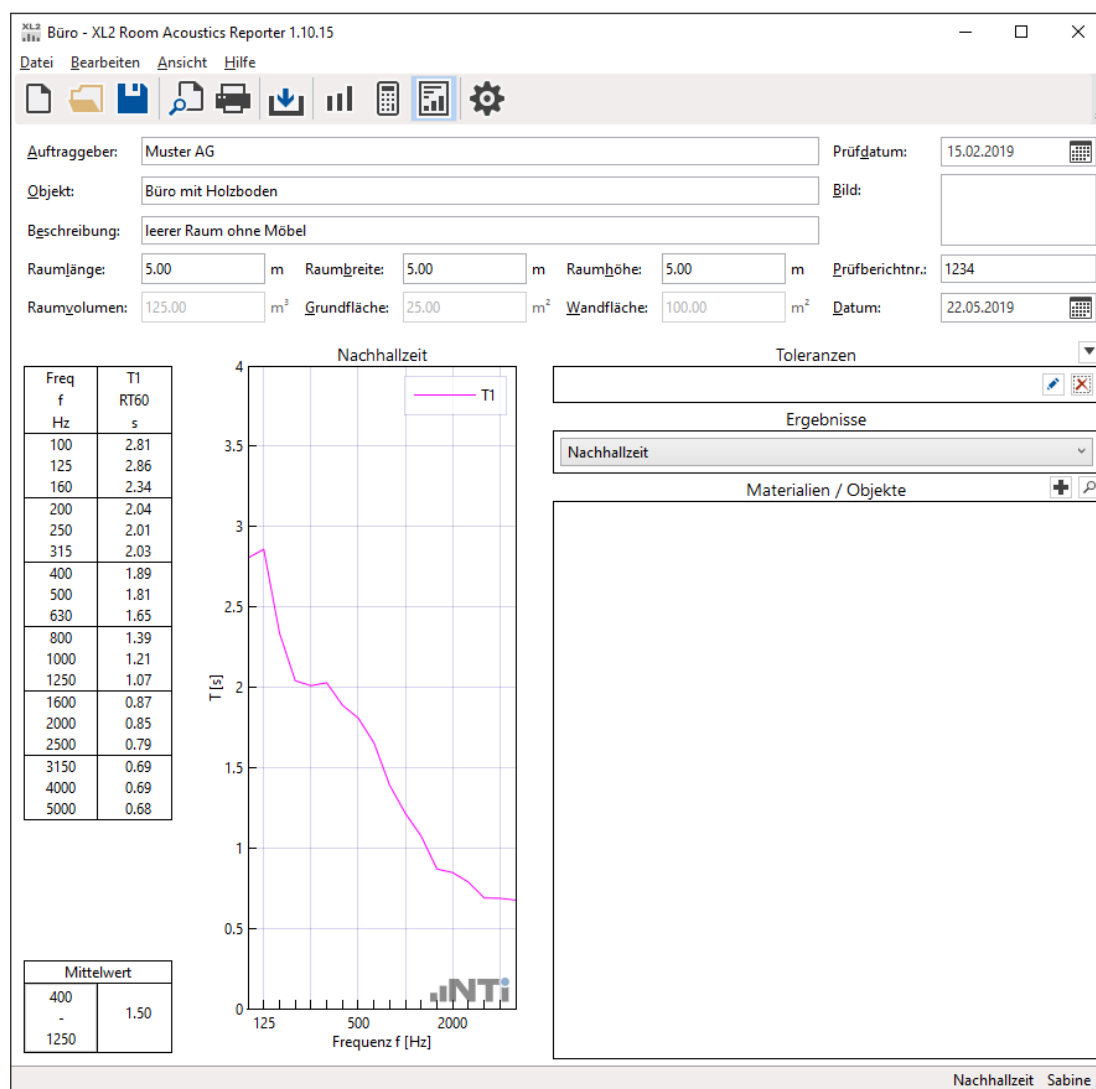 XL2 Büro - XL2 Room Acoustics Reporter 1.10.15
Datei Bearbeiten Ansicht Hilfe
Auftraggeber: Muster AG Prüfdatum: 15.02.2019
Objekt: Büro mit Holzboden Bild:
Beschreibung: leerer Raum ohne Möbel
Raumlänge: 5.00 m Raumbreite: 5.00 m Raumhöhe: 5.00 m Prüfberichtnr.: 1234
Raumvolumen: 125.00 m³ Grundfläche: 25.00 m² Wandfläche: 100.00 m² Datum: 22.05.2019
Freq T1
f RT60
Hz s
100 2.81
125 2.86
160 2.34
200 2.04
250 2.01
315 2.03
400 1.89
500 1.81
630 1.65
800 1.39
1000 1.21
1250 1.07
1600 0.87
2000 0.85
2500 0.79
3150 0.69
4000 0.69
5000 0.68
Mittelwert
400
-
1250
1.50
Nachhallzeit
T1
4
3.5
3
2.5
2
1.5
1
0.5
0
T [s]
NTi
125 500 2000
Frequenz f [Hz]
Toleranzen
Ergebnisse
Nachhallzeit
Materialien / Objekte
Nachhallzeit Sabine